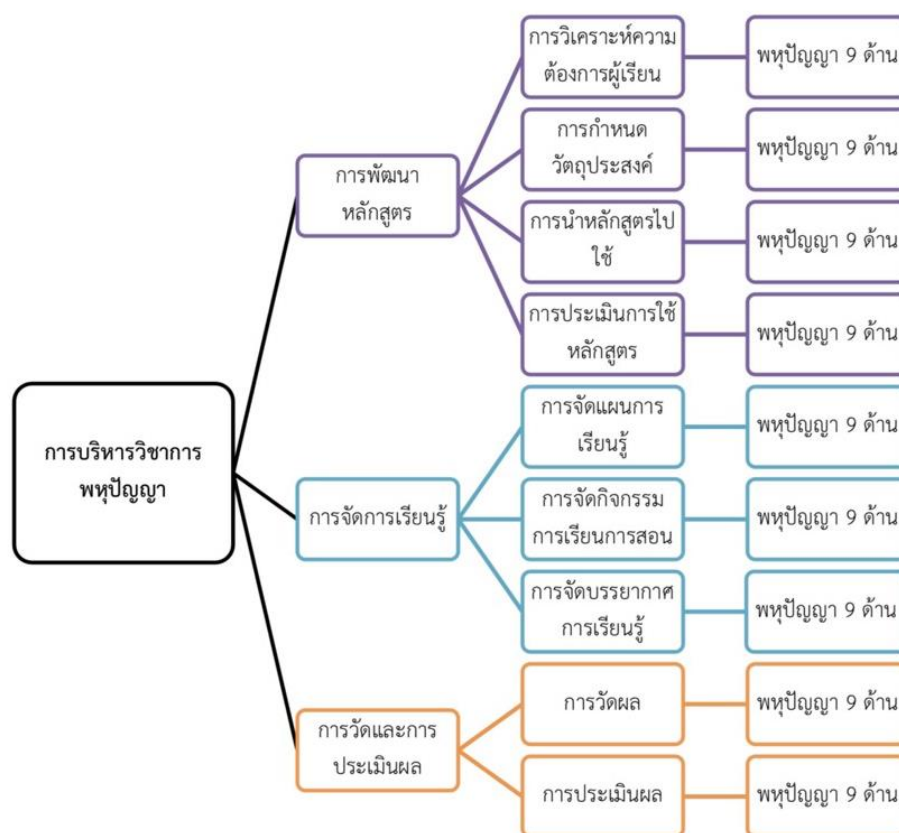 การบริหารวิชาการ
พหุปัญญา
การพัฒนา
หลักสูตร
การวิเคราะห์ความ
ต้องการผู้เรียน
พหุปัญญา 9 ด้าน
การกำหนด
วัตถุประสงค์
พหุปัญญา 9 ด้าน
การนำหลักสูตรไป
ใช้
พหุปัญญา 9 ด้าน
การประเมินการใช้
หลักสูตร
พหุปัญญา 9 ด้าน
การจัดการเรียนรู้
การจัดแผนการ
เรียนรู้
พหุปัญญา 9 ด้าน
การจัดกิจกรรม
การเรียนการสอน
พหุปัญญา 9 ด้าน
การจัดบรรยากาศ
การเรียนรู้
พหุปัญญา 9 ด้าน
การวัดและการ
ประเมินผล
การวัดผล
พหุปัญญา 9 ด้าน
การประเมินผล
พหุปัญญา 9 ด้าน